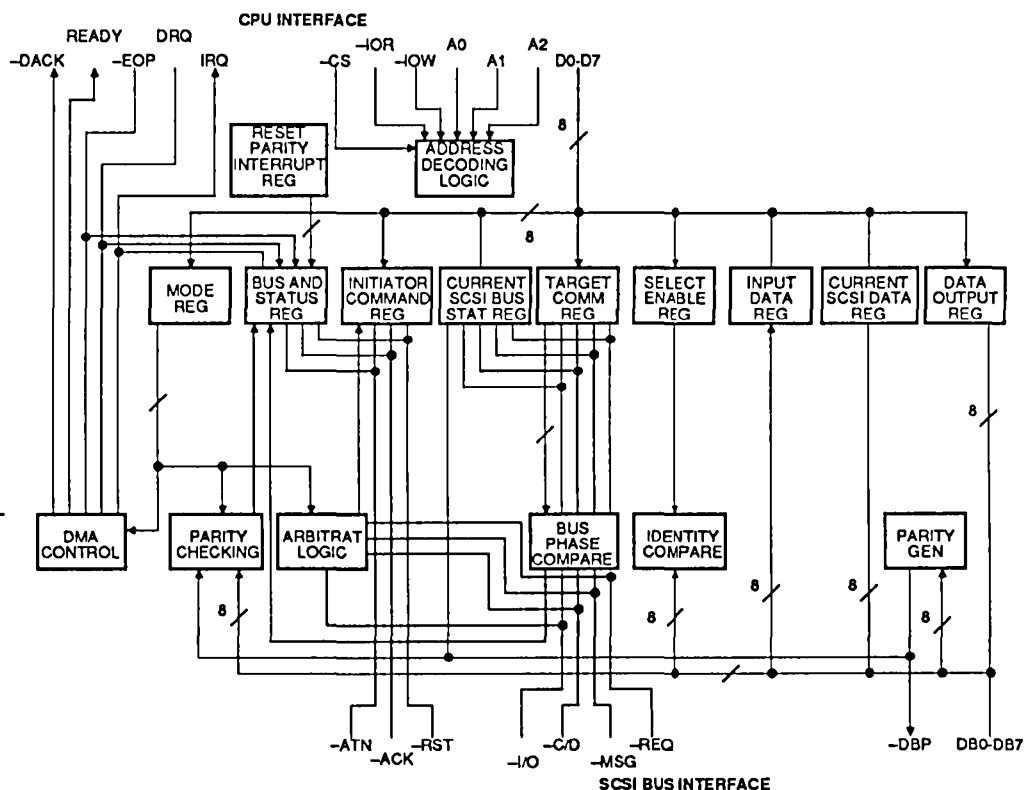 CPU INTERFACE
READY DRQ
-DACK -EOP IRQ
-IOR A0 A2
-CS -IOW A1 D0-D7
8
RESET
PARITY
INTERRUPT
REG
ADDRESS
DECODING
LOGIC
8
MODE
REG
BUS AND
STATUS
REG
INITIATOR
COMMAND
REG
CURRENT
SCSI BUS
STAT REG
TARGET
COMM
REG
SELECT
ENABLE
REG
INPUT
DATA
REG
CURRENT
SCSI DATA
REG
DATA
OUTPUT
REG
8
DMA
CONTROL
PARITY
CHECKING
ARBITRAT
LOGIC
BUS
PHASE
COMPARE
IDENTITY
COMPARE
PARITY
GEN
8
8
8
8
8
-ATN
-ACK
-RST
-I/O
-C/D
-MSG
-REQ
-DBP
DB0-DB7
SCSI BUS INTERFACE